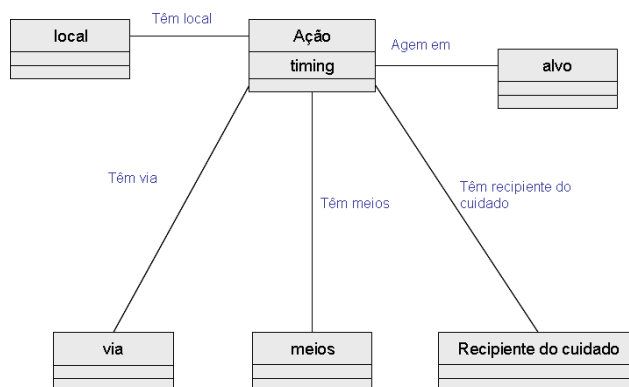 Têm local
local
Ação
timing
Agem em
alvo
Têm via
Têm meios
Têm recipiente do
cuidado
via
meios
Recipiente do cuidado